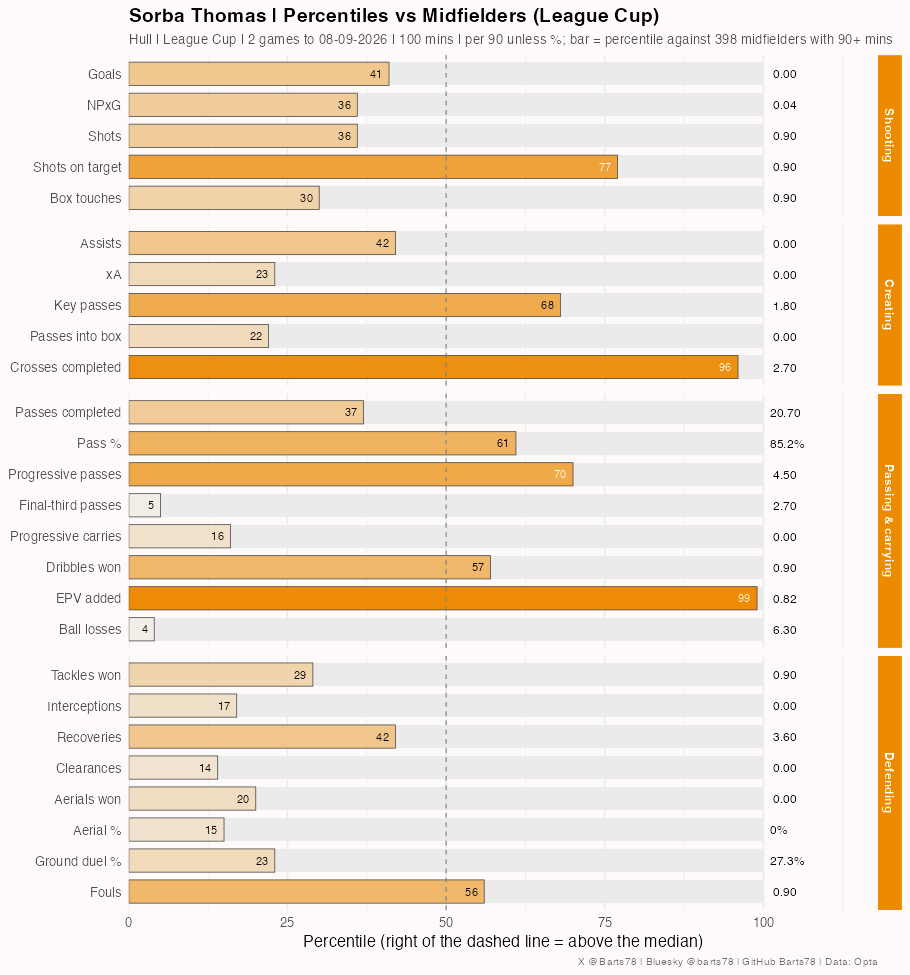 Sorba Thomas | Percentiles vs Midfielders (League Cup)
Hull | League Cup | 2 games to 08-09-2026 | 100 mins | per 90 unless %; bar = percentile against 398 midfielders with 90+ mins
Shooting
Goals 41 0.00
NPxG 36 0.04
Shots 36 0.90
Shots on target 77 0.90
Box touches 30 0.90
Creating
Assists 42 0.00
xA 23 0.00
Key passes 68 1.80
Passes into box 22 0.00
Crosses completed 96 2.70
Passing & carrying
Passes completed 37 20.70
Pass % 61 85.2%
Progressive passes 70 4.50
Final-third passes 5 2.70
Progressive carries 16 0.00
Dribbles won 57 0.90
EPV added 99 0.82
Ball losses 4 6.30
Defending
Tackles won 29 0.90
Interceptions 17 0.00
Recoveries 42 3.60
Clearances 14 0.00
Aerials won 20 0.00
Aerial % 15 0%
Ground duel % 23 27.3%
Fouls 56 0.90
0 25 50 75 100
Percentile (right of the dashed line = above the median)
X @Barts78 | Bluesky @barts78 | GitHub Barts78 | Data: Opta